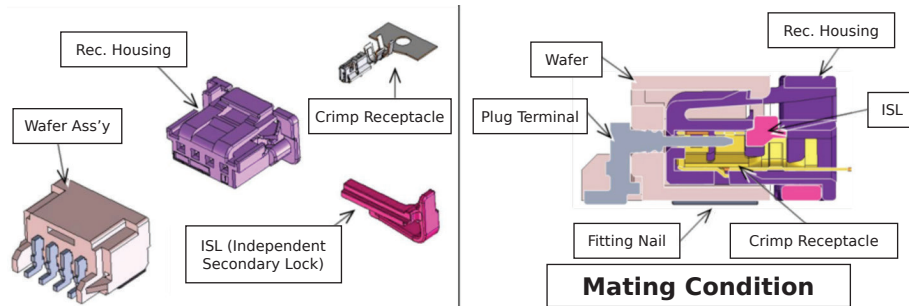 Rec. Housing
Crimp Receptacle
Wafer Ass'y
ISL (Independent
Secondary Lock)
Rec. Housing
Wafer
Plug Terminal
ISL
Fitting Nail
Crimp Receptacle
Mating Condition